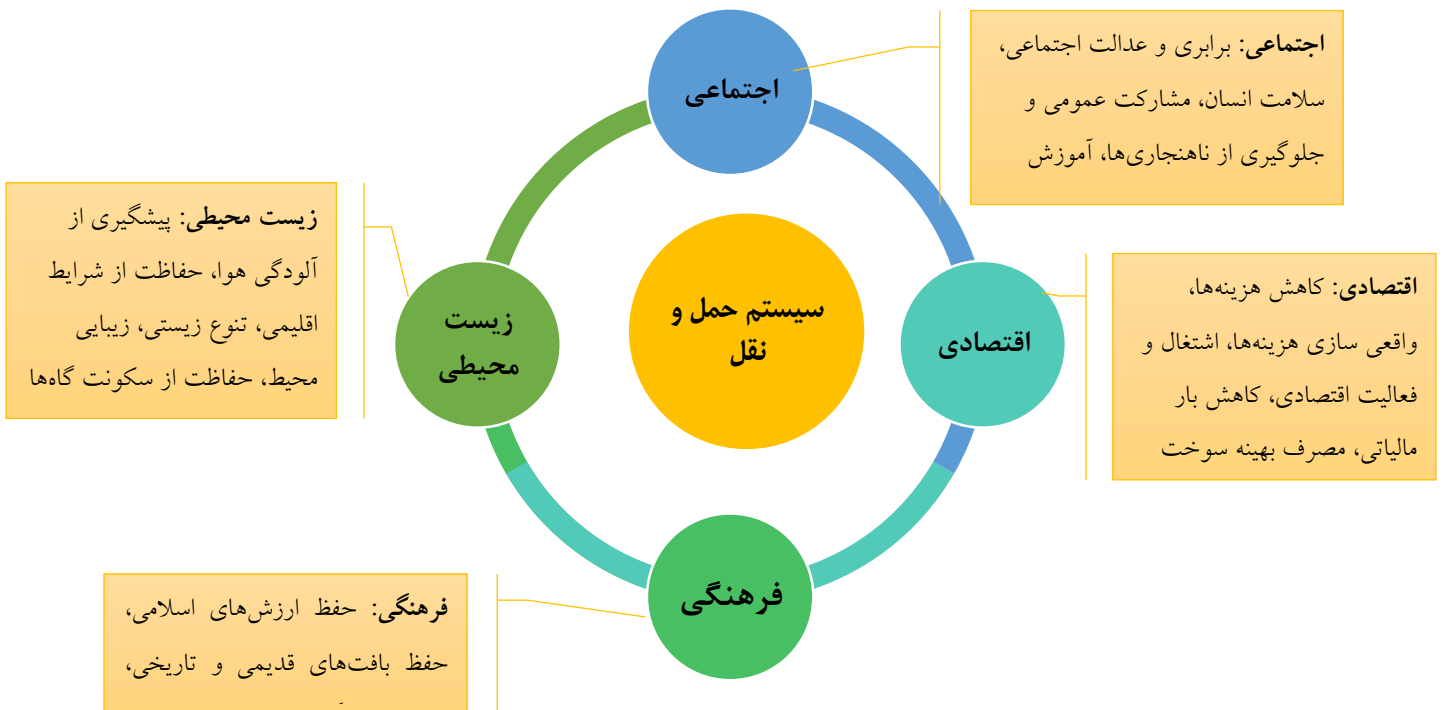 اجتماعی
اجتماعی: برابری و عدالت اجتماعی،
سلامت انسان، مشارکت عمومی و
جلوگیری از ناهنجاری‌ها، آموزش
زیست محیطی: پیشگیری از
آلودگی هوا، حفاظت از شرایط
اقلیمی، تنوع زیستی، زیبایی
محیط، حفاظت از سکونت گاه‌ها
زیست
محیطی
سیستم حمل و
نقل
اقتصادی
اقتصادی: کاهش هزینه‌ها،
واقعی سازی هزینه‌ها، اشتغال و
فعالیت اقتصادی، کاهش بار
مالیاتی، مصرف بهینه سوخت
فرهنگی
فرهنگی: حفظ ارزش‌های اسلامی،
حفظ بافت‌های قدیمی و تاریخی،